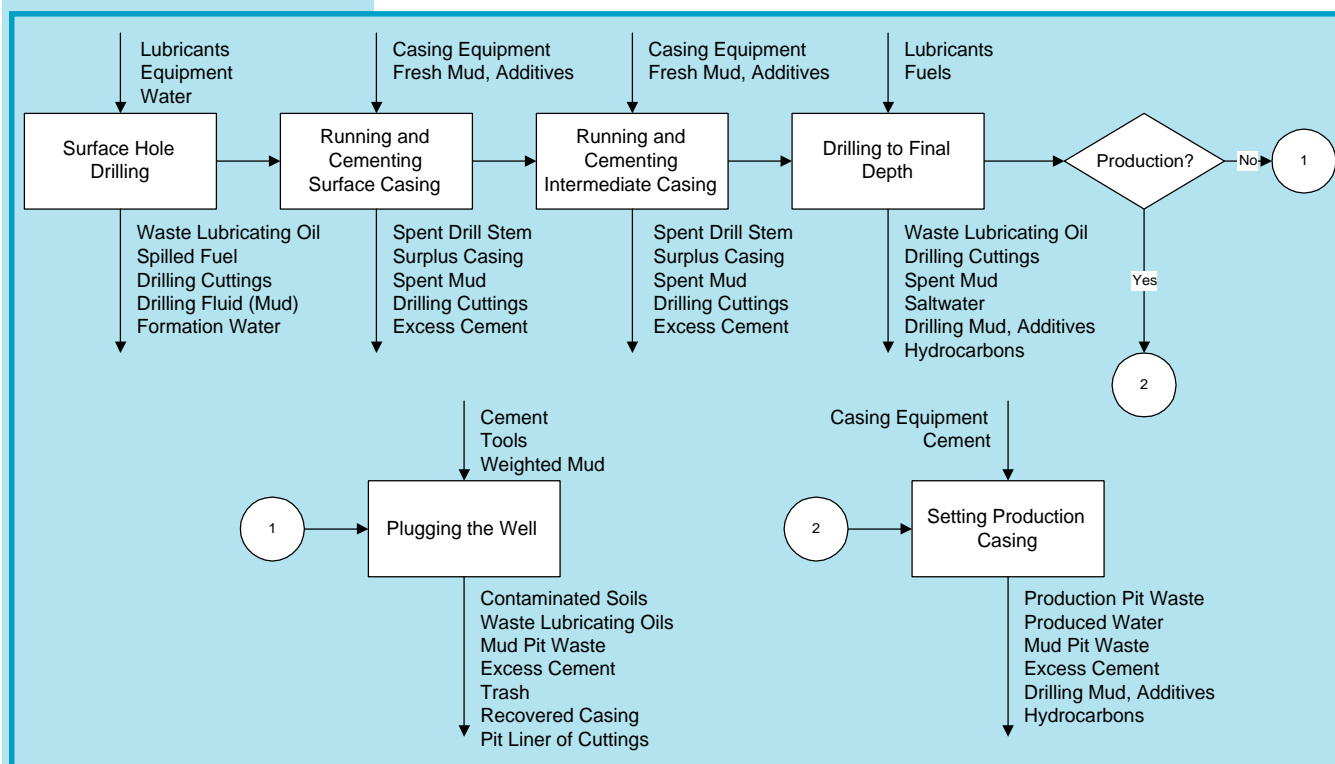 Lubricants
Equipment
Water
Casing Equipment
Fresh Mud, Additives
Casing Equipment
Fresh Mud, Additives
Lubricants
Fuels
Surface Hole
Drilling
Running and
Cementing
Surface Casing
Running and
Cementing
Intermediate Casing
Drilling to Final
Depth
Production?
No
1
Waste Lubricating Oil
Spilled Fuel
Drilling Cuttings
Drilling Fluid (Mud)
Formation Water
Spent Drill Stem
Surplus Casing
Spent Mud
Drilling Cuttings
Excess Cement
Spent Drill Stem
Surplus Casing
Spent Mud
Drilling Cuttings
Excess Cement
Waste Lubricating Oil
Drilling Cuttings
Spent Mud
Saltwater
Drilling Mud, Additives
Hydrocarbons
Yes
2
Cement
Tools
Weighted Mud
1
Plugging the Well
Contaminated Soils
Waste Lubricating Oils
Mud Pit Waste
Excess Cement
Trash
Recovered Casing
Pit Liner of Cuttings
Casing Equipment
Cement
2
Setting Production
Casing
Production Pit Waste
Produced Water
Mud Pit Waste
Excess Cement
Drilling Mud, Additives
Hydrocarbons